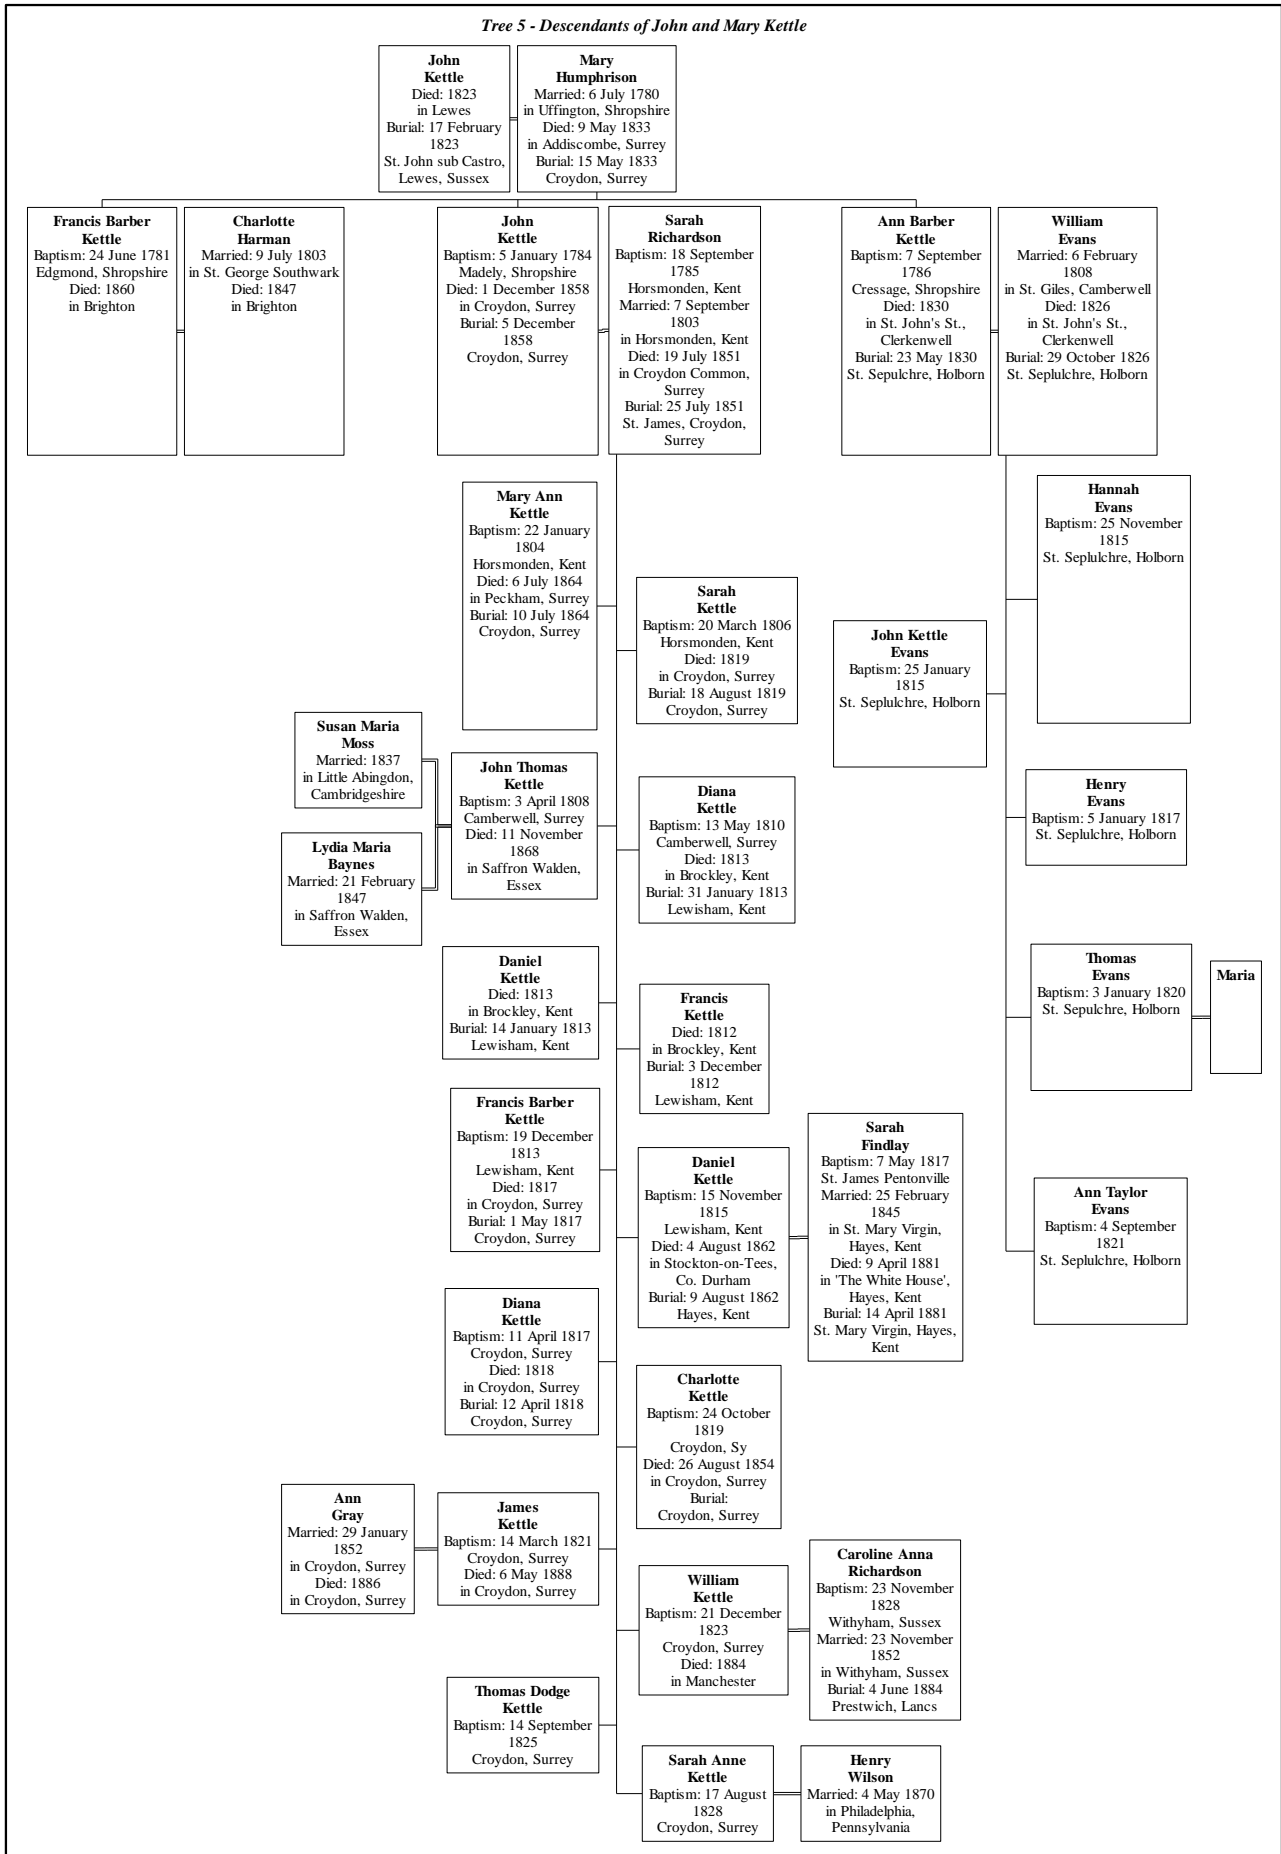 Tree 5 - Descendants of John and Mary Kettle
John
Kettle
Died: 1823
in Lewes
Burial: 17 February
1823
St. John sub Castro,
Lewes, Sussex
Mary
Humphrison
Married: 6 July 1780
in Uffington, Shropshire
Died: 9 May 1833
in Addiscombe, Surrey
Burial: 15 May 1833
Croydon, Surrey
Francis Barber
Kettle
Baptism: 24 June 1781
Edgmond, Shropshire
Died: 1860
in Brighton
Charlotte
Harman
Married: 9 July 1803
in St. George Southwark
Died: 1847
in Brighton
John
Kettle
Baptism: 5 January 1784
Madely, Shropshire
Died: 1 December 1858
in Croydon, Surrey
Burial: 5 December
1858
Croydon, Surrey
Sarah
Richardson
Baptism: 18 September
1785
Horsmonden, Kent
Married: 7 September
1803
in Horsmonden, Kent
Died: 19 July 1851
in Croydon Common,
Surrey
Burial: 25 July 1851
St. James, Croydon,
Surrey
Ann Barber
Kettle
Baptism: 7 September
1786
Cressage, Shropshire
Died: 1830
in St. John's St.,
Clerkenwell
Burial: 23 May 1830
St. Sepulchre, Holborn
William
Evans
Married: 6 February
1808
in St. Giles, Camberwell
Died: 1826
in St. John's St.,
Clerkenwell
Burial: 29 October 1826
St. Seplulchre, Holborn
Mary Ann
Kettle
Baptism: 22 January
1804
Horsmonden, Kent
Died: 6 July 1864
in Peckham, Surrey
Burial: 10 July 1864
Croydon, Surrey
Hannah
Evans
Baptism: 25 November
1815
St. Seplulchre, Holborn
Sarah
Kettle
Baptism: 20 March 1806
Horsmonden, Kent
Died: 1819
in Croydon, Surrey
Burial: 18 August 1819
Croydon, Surrey
John Kettle
Evans
Baptism: 25 January
1815
St. Seplulchre, Holborn
Susan Maria
Moss
Married: 1837
in Little Abingdon,
Cambridgeshire
John Thomas
Kettle
Baptism: 3 April 1808
Camberwell, Surrey
Died: 11 November
1868
in Saffron Walden,
Essex
Diana
Kettle
Baptism: 13 May 1810
Camberwell, Surrey
Died: 1813
in Brockley, Kent
Burial: 31 January 1813
Lewisham, Kent
Henry
Evans
Baptism: 5 January 1817
St. Seplulchre, Holborn
Lydia Maria
Baynes
Married: 21 February
1847
in Saffron Walden,
Essex
Daniel
Kettle
Died: 1813
in Brockley, Kent
Burial: 14 January 1813
Lewisham, Kent
Francis
Kettle
Died: 1812
in Brockley, Kent
Burial: 3 December
1812
Lewisham, Kent
Thomas
Evans
Baptism: 3 January 1820
St. Sepulchre, Holborn
Maria
Francis Barber
Kettle
Baptism: 19 December
1813
Lewisham, Kent
Died: 1817
in Croydon, Surrey
Burial: 1 May 1817
Croydon, Surrey
Daniel
Kettle
Baptism: 15 November
1815
Lewisham, Kent
Died: 4 August 1862
in Stockton-on-Tees,
Co. Durham
Burial: 9 August 1862
Hayes, Kent
Sarah
Findlay
Baptism: 7 May 1817
St. James Pentonville
Married: 25 February
1845
in St. Mary Virgin,
Hayes, Kent
Died: 9 April 1881
in 'The White House',
Hayes, Kent
Burial: 14 April 1881
St. Mary Virgin, Hayes,
Kent
Ann Taylor
Evans
Baptism: 4 September
1821
St. Seplulchre, Holborn
Diana
Kettle
Baptism: 11 April 1817
Croydon, Surrey
Died: 1818
in Croydon, Surrey
Burial: 12 April 1818
Croydon, Surrey
Charlotte
Kettle
Baptism: 24 October
1819
Croydon, Sy
Died: 26 August 1854
in Croydon, Surrey
Burial:
Croydon, Surrey
Ann
Gray
Married: 29 January
1852
in Croydon, Surrey
Died: 1886
in Croydon, Surrey
James
Kettle
Baptism: 14 March 1821
Croydon, Surrey
Died: 6 May 1888
in Croydon, Surrey
William
Kettle
Baptism: 21 December
1823
Croydon, Surrey
Died: 1884
in Manchester
Caroline Anna
Richardson
Baptism: 23 November
1828
Withyham, Sussex
Married: 23 November
1852
in Withyham, Sussex
Burial: 4 June 1884
Prestwich, Lancs
Thomas Dodge
Kettle
Baptism: 14 September
1825
Croydon, Surrey
Sarah Anne
Kettle
Baptism: 17 August
1828
Croydon, Surrey
Henry
Wilson
Married: 4 May 1870
in Philadelphia,
Pennsylvania